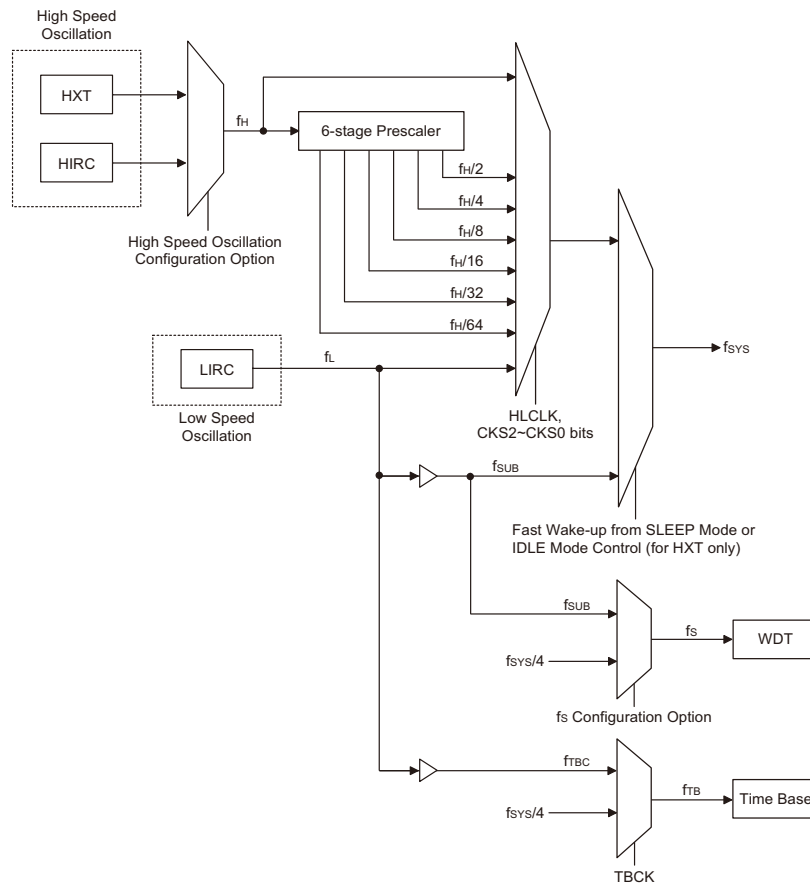 High Speed
Oscillation
HXT
HIRC
fH
6-stage Prescaler
High Speed Oscillation
Configuration Option
fH/2
fH/4
fH/8
fH/16
fH/32
fH/64
LIRC
fL
Low Speed
Oscillation
HLCLK,
CKS2~CKS0 bits
fSYS
fSUB
Fast Wake-up from SLEEP Mode or
IDLE Mode Control (for HXT only)
fSUB
fSYS/4
fS
WDT
fS Configuration Option
fTBC
fSYS/4
fTB
Time Base
TBCK